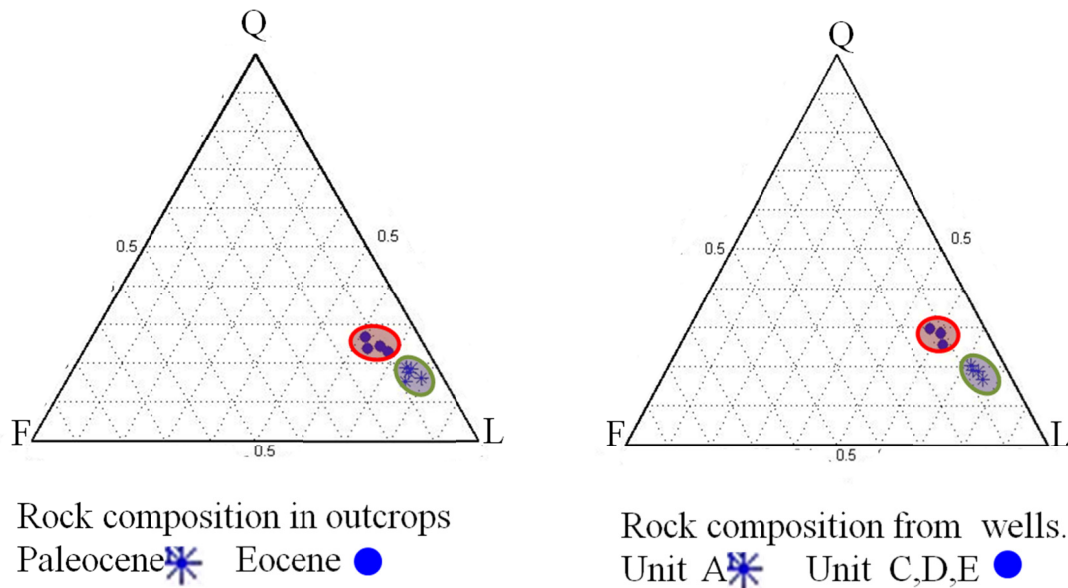 Q
0.5
0.5
F
L
0.5
Rock composition in outcrops
Paleocene Eocene
Q
0.5
0.5
F
L
0.5
Rock composition from wells.
Unit A Unit C,D,E